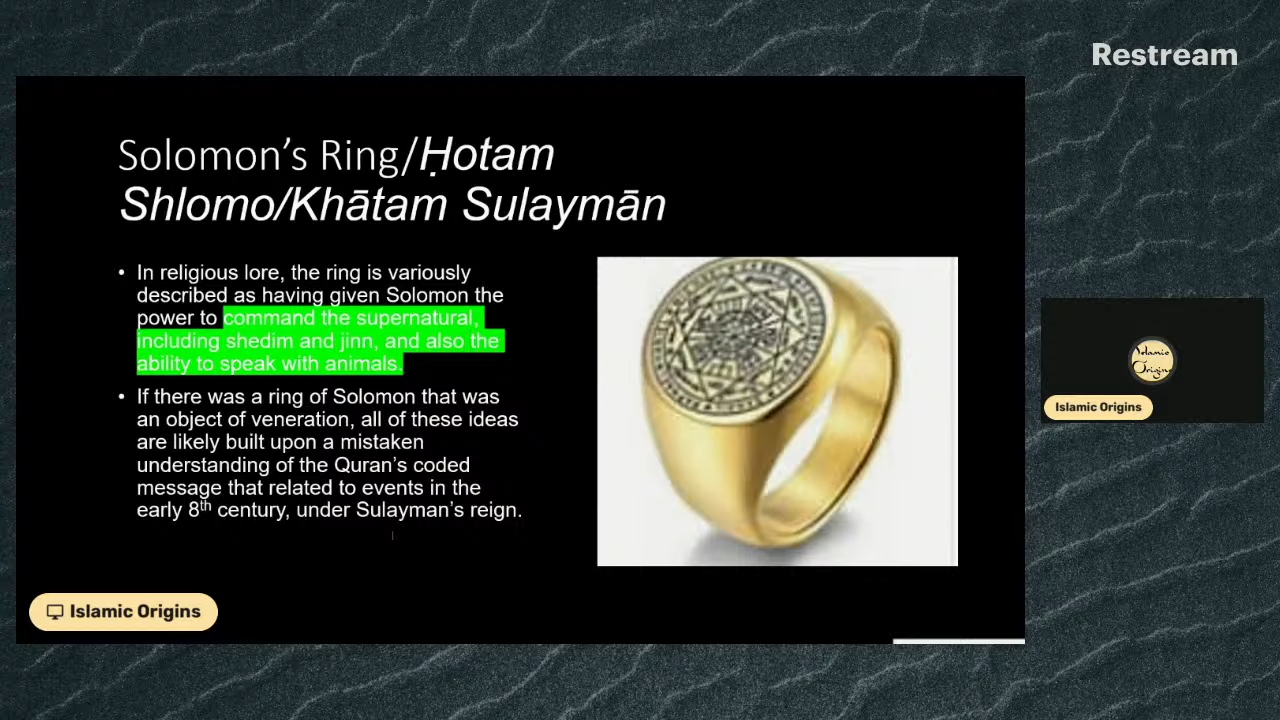 Restream
Solomon's Ring/Ḥotam
Shlomo/Khātam Sulaymān
• In religious lore, the ring is variously
described as having given Solomon the
power to command the supernatural,
including shedim and jinn, and also the
ability to speak with animals.
• If there was a ring of Solomon that was
an object of veneration, all of these ideas
are likely built upon a mistaken
understanding of the Quran's coded
message that related to events in the
early 8th century, under Sulayman's reign.
Islamic Origins
Islamic
Origins
Islamic Origins